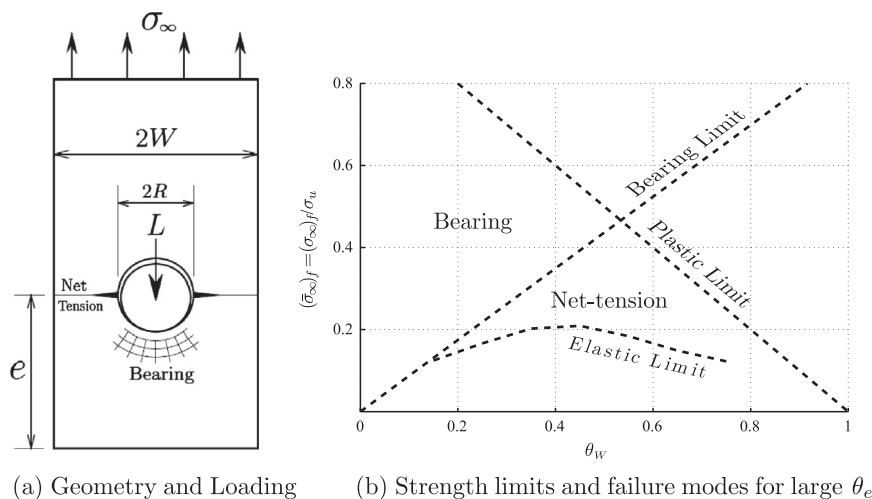 σ∞
2W
2R
L
Net
Tension
e
Bearing
(a) Geometry and Loading
(σ̄∞)f=(σ∞)f/σu
0.8
0.6
0.4
0.2
0
0.2
0.4
0.6
0.8
1
θW
Bearing
Bearing Limit
Plastic Limit
Net-tension
Elastic Limit
(b) Strength limits and failure modes for large θe